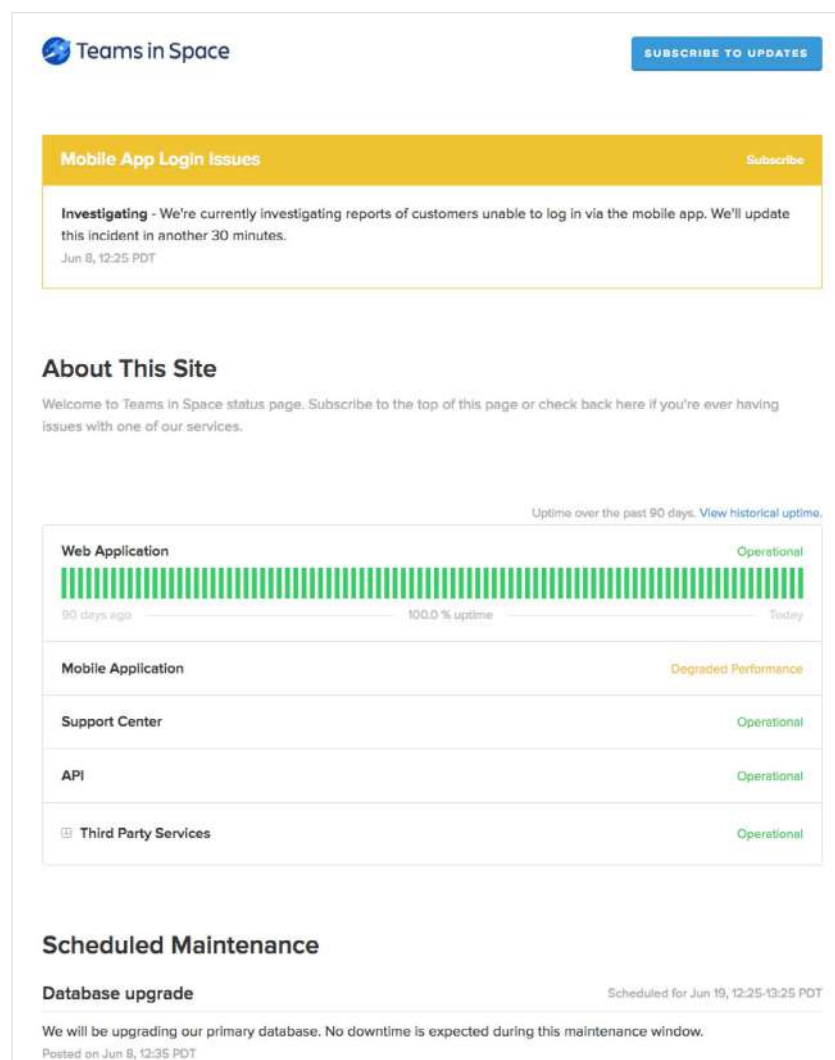 Teams in Space
SUBSCRIBE TO UPDATES
Mobile App Login Issues
Subscribe
Investigating - We're currently investigating reports of customers unable to log in via the mobile app. We'll update
this incident in another 30 minutes.
Jun 8, 12:25 PDT
About This Site
Welcome to Teams in Space status page. Subscribe to the top of this page or check back here if you're ever having
issues with one of our services.
Uptime over the past 90 days. View historical uptime.
Web Application
Operational
90 days ago
100.0 % uptime
Today
Mobile Application
Degraded Performance
Support Center
Operational
API
Operational
Third Party Services
Operational
Scheduled Maintenance
Database upgrade
Scheduled for Jun 19, 12:25-13:25 PDT
We will be upgrading our primary database. No downtime is expected during this maintenance window.
Posted on Jun 8, 12:35 PDT